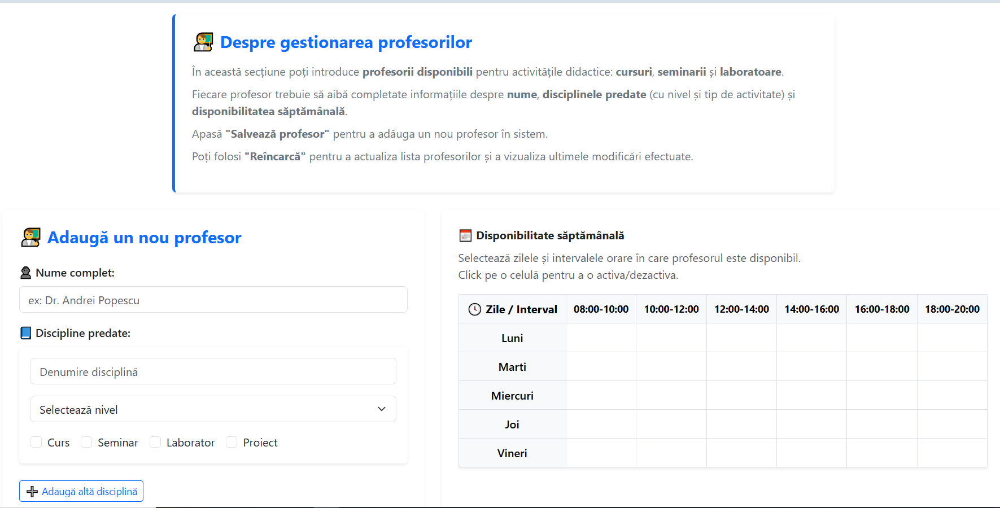 Despre gestionarea profesorilor
În această secțiune poți introduce profesorii disponibili pentru activitățile didactice: cursuri, seminarii și laboratoare.
Fiecare profesor trebuie să aibă completate informațiile despre nume, disciplinele predate (cu nivel și tip de activitate) și
disponibilitatea săptămânală.
Apasă "Salvează profesor" pentru a adăuga un nou profesor în sistem.
Poți folosi "Reîncarcă" pentru a actualiza lista profesorilor și a vizualiza ultimele modificări efectuate.
Adaugă un nou profesor
Nume complet:
ex: Dr. Andrei Popescu
Discipline predate:
Denumire disciplină
Selectează nivel
Curs Seminar Laborator Proiect
Adaugă altă disciplină
Disponibilitate săptămânală
Selectează zilele și intervalele orare în care profesorul este disponibil.
Click pe o celulă pentru a o activa/dezactiva.
Zile / Interval 08:00-10:00 10:00-12:00 12:00-14:00 14:00-16:00 16:00-18:00 18:00-20:00
Luni
Marti
Miercuri
Joi
Vineri